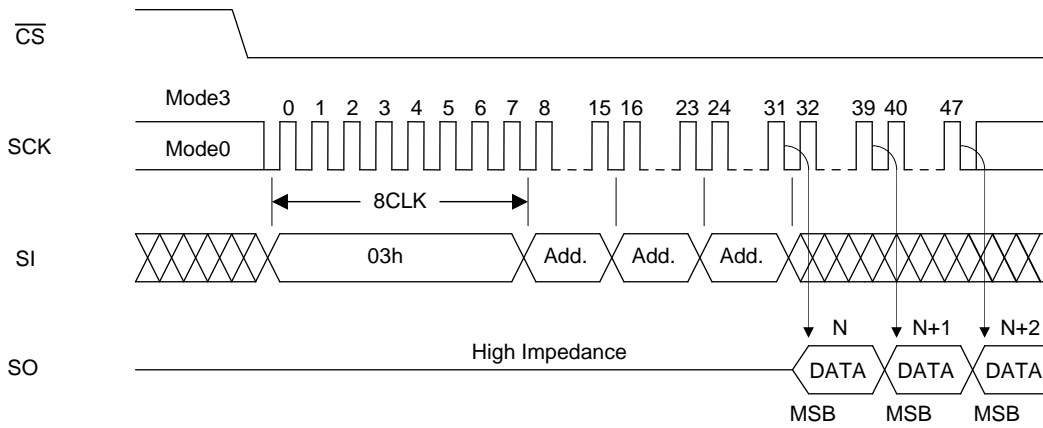 CS
Mode3
0 1 2 3 4 5 6 7 8 15 16 23 24 31 32 39 40 47
SCK
Mode0
8CLK
SI
03h Add. Add. Add.
N N+1 N+2
High Impedance
SO
DATA DATA DATA
MSB MSB MSB